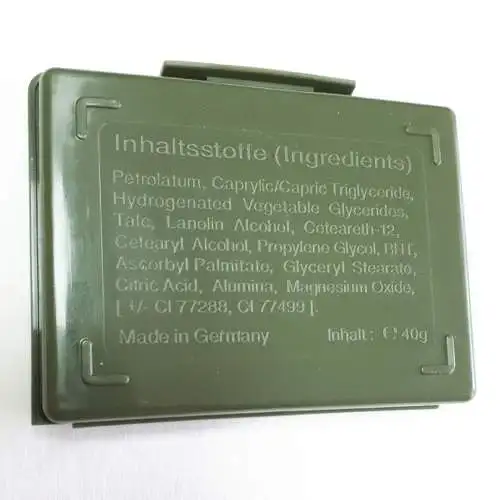 Inhaltsstoffe (Ingredients)
Petrolatum, Caprylic/Capric Triglyceride,
Hydrogenated Vegetable Glycerides,
Talc, Lanolin Alcohol, Ceteareth-12,
Cetearyl Alcohol, Propylene Glycol, BHT,
Ascorbyl Palmitate, Glyceryl Stearate,
Citric Acid, Alumina, Magnesium Oxide,
[ +/- CI 77288, CI 77499 ].
Made in Germany Inhalt : ℮ 40g